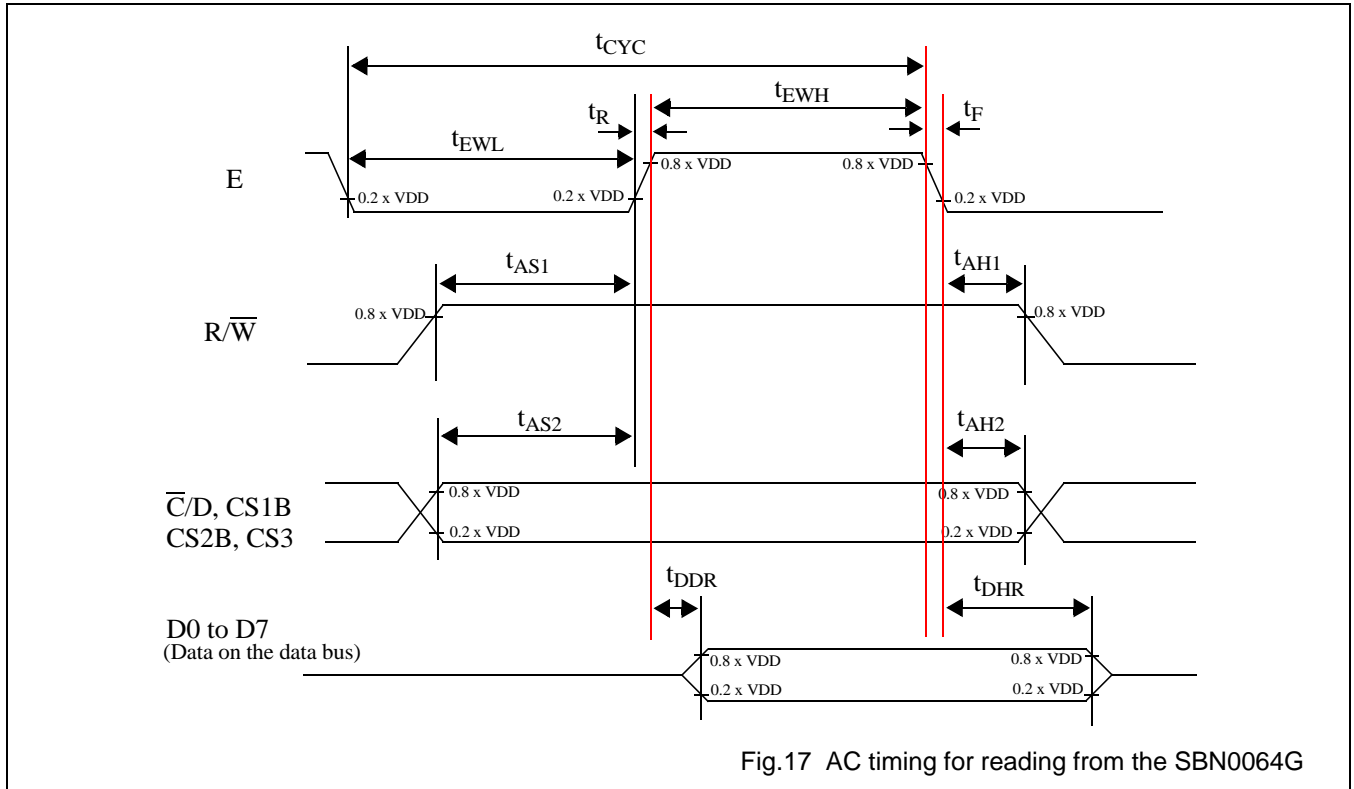 tCYC
tEWH
tR
tF
tEWL
E
0.8 x VDD
0.8 x VDD
0.2 x VDD
0.2 x VDD
0.2 x VDD
tAS1
tAH1
R/W̅
0.8 x VDD
0.8 x VDD
tAS2
tAH2
C̅/D, CS1B
CS2B, CS3
0.8 x VDD
0.8 x VDD
0.2 x VDD
0.2 x VDD
tDDR
tDHR
D0 to D7
(Data on the data bus)
0.8 x VDD
0.8 x VDD
0.2 x VDD
0.2 x VDD
Fig.17 AC timing for reading from the SBN0064G